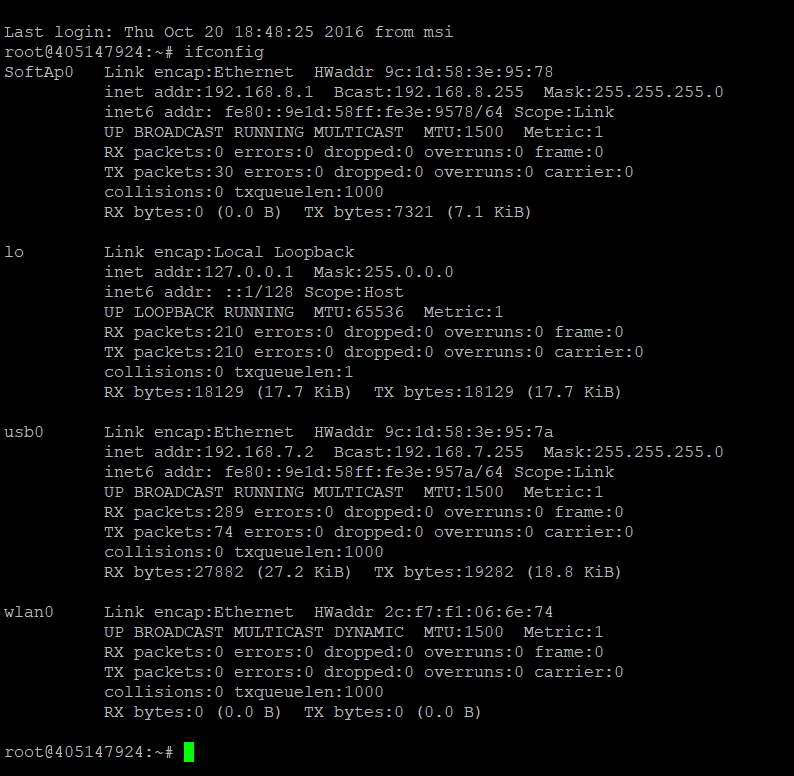 Last login: Thu Oct 20 18:48:25 2016 from msi
root@405147924:~# ifconfig
SoftAp0   Link encap:Ethernet  HWaddr 9c:1d:58:3e:95:78
          inet addr:192.168.8.1  Bcast:192.168.8.255  Mask:255.255.255.0
          inet6 addr: fe80::9e1d:58ff:fe3e:9578/64 Scope:Link
          UP BROADCAST RUNNING MULTICAST  MTU:1500  Metric:1
          RX packets:0 errors:0 dropped:0 overruns:0 frame:0
          TX packets:30 errors:0 dropped:0 overruns:0 carrier:0
          collisions:0 txqueuelen:1000
          RX bytes:0 (0.0 B)  TX bytes:7321 (7.1 KiB)

lo        Link encap:Local Loopback
          inet addr:127.0.0.1  Mask:255.0.0.0
          inet6 addr: ::1/128 Scope:Host
          UP LOOPBACK RUNNING  MTU:65536  Metric:1
          RX packets:210 errors:0 dropped:0 overruns:0 frame:0
          TX packets:210 errors:0 dropped:0 overruns:0 carrier:0
          collisions:0 txqueuelen:1
          RX bytes:18129 (17.7 KiB)  TX bytes:18129 (17.7 KiB)

usb0      Link encap:Ethernet  HWaddr 9c:1d:58:3e:95:7a
          inet addr:192.168.7.2  Bcast:192.168.7.255  Mask:255.255.255.0
          inet6 addr: fe80::9e1d:58ff:fe3e:957a/64 Scope:Link
          UP BROADCAST RUNNING MULTICAST  MTU:1500  Metric:1
          RX packets:289 errors:0 dropped:0 overruns:0 frame:0
          TX packets:74 errors:0 dropped:0 overruns:0 carrier:0
          collisions:0 txqueuelen:1000
          RX bytes:27882 (27.2 KiB)  TX bytes:19282 (18.8 KiB)

wlan0     Link encap:Ethernet  HWaddr 2c:f7:f1:06:6e:74
          UP BROADCAST MULTICAST DYNAMIC  MTU:1500  Metric:1
          RX packets:0 errors:0 dropped:0 overruns:0 frame:0
          TX packets:0 errors:0 dropped:0 overruns:0 carrier:0
          collisions:0 txqueuelen:1000
          RX bytes:0 (0.0 B)  TX bytes:0 (0.0 B)

root@405147924:~#